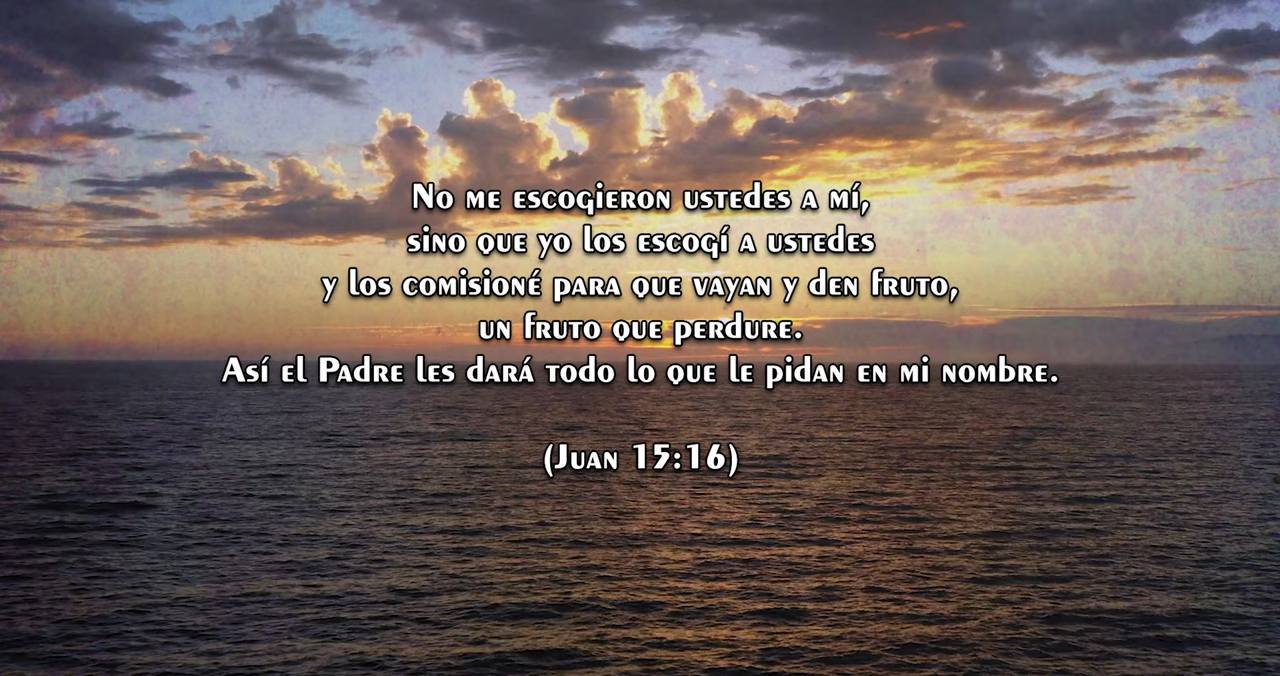 No me escogieron ustedes a mí,
sino que yo los escogí a ustedes
y los comisioné para que vayan y den fruto,
un fruto que perdure.
Así el Padre les dará todo lo que le pidan en mi nombre.
(Juan 15:16)